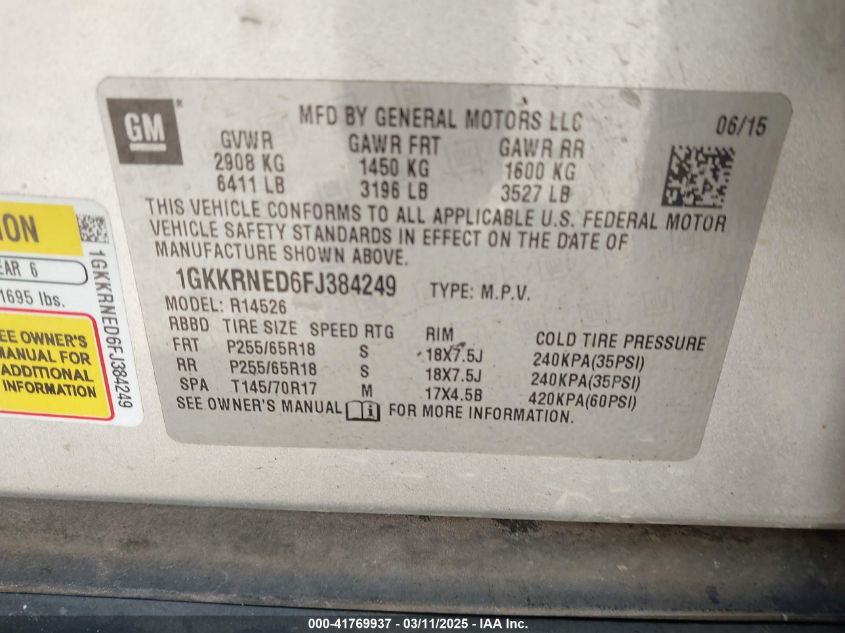 GM
MFD BY GENERAL MOTORS LLC
06/15
GVWR GAWR FRT GAWR RR
2908 KG 1450 KG 1600 KG
6411 LB 3196 LB 3527 LB
THIS VEHICLE CONFORMS TO ALL APPLICABLE U.S. FEDERAL MOTOR
VEHICLE SAFETY STANDARDS IN EFFECT ON THE DATE OF
MANUFACTURE SHOWN ABOVE.
1GKKRNED6FJ384249 TYPE: M.P.V.
MODEL: R14526
RBBD TIRE SIZE SPEED RTG RIM COLD TIRE PRESSURE
FRT P255/65R18 S 18X7.5J 240KPA(35PSI)
RR P255/65R18 S 18X7.5J 240KPA(35PSI)
SPA T145/70R17 M 17X4.5B 420KPA(60PSI)
SEE OWNER'S MANUAL FOR MORE INFORMATION.
ION
EAR 6
1695 lbs.
EE OWNER'S
MANUAL FOR
ADDITIONAL
INFORMATION
1GKKRNED6FJ384249
000-41769937 - 03/11/2025 - IAA Inc.